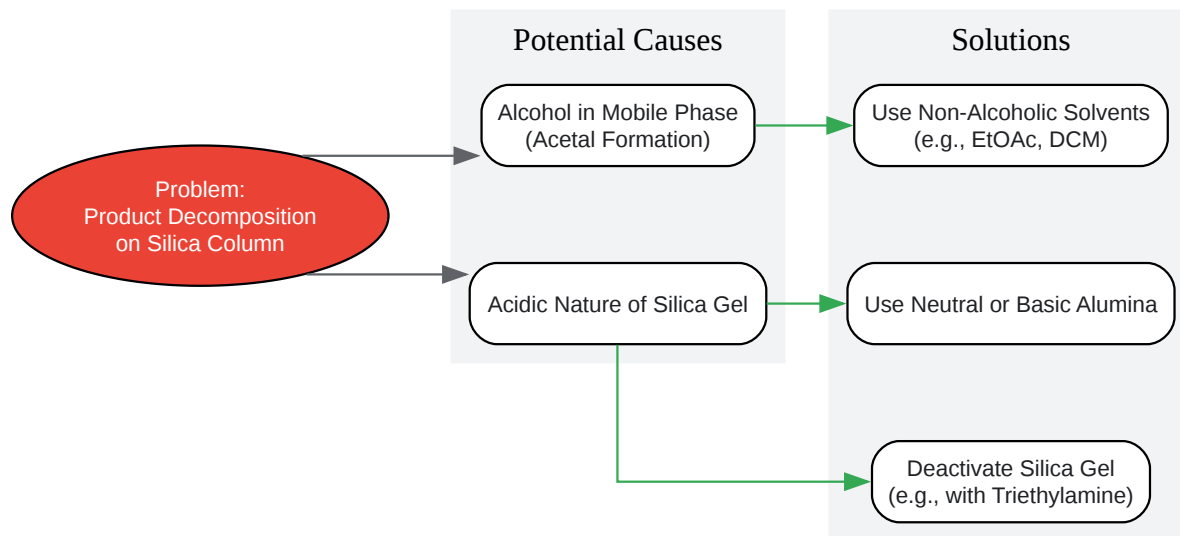 Potential Causes
Solutions
Problem:
Product Decomposition
on Silica Column
Alcohol in Mobile Phase
(Acetal Formation)
Use Non-Alcoholic Solvents
(e.g., EtOAc, DCM)
Acidic Nature of Silica Gel
Use Neutral or Basic Alumina
Deactivate Silica Gel
(e.g., with Triethylamine)